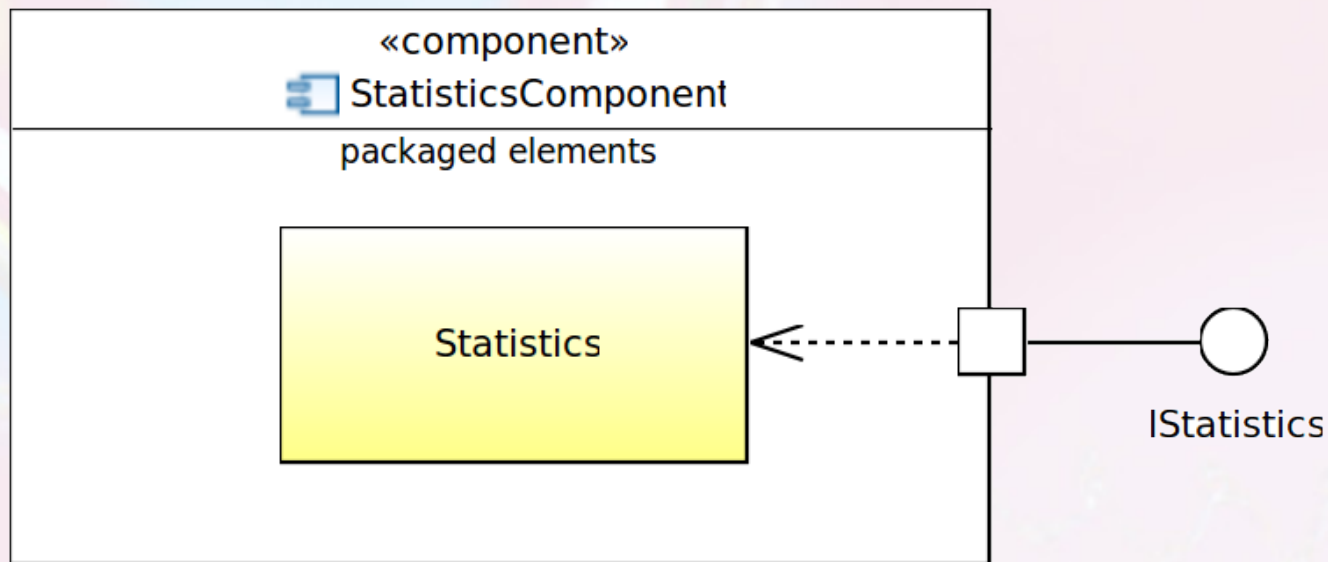 «component»
StatisticsComponent
packaged elements
Statistics
IStatistics